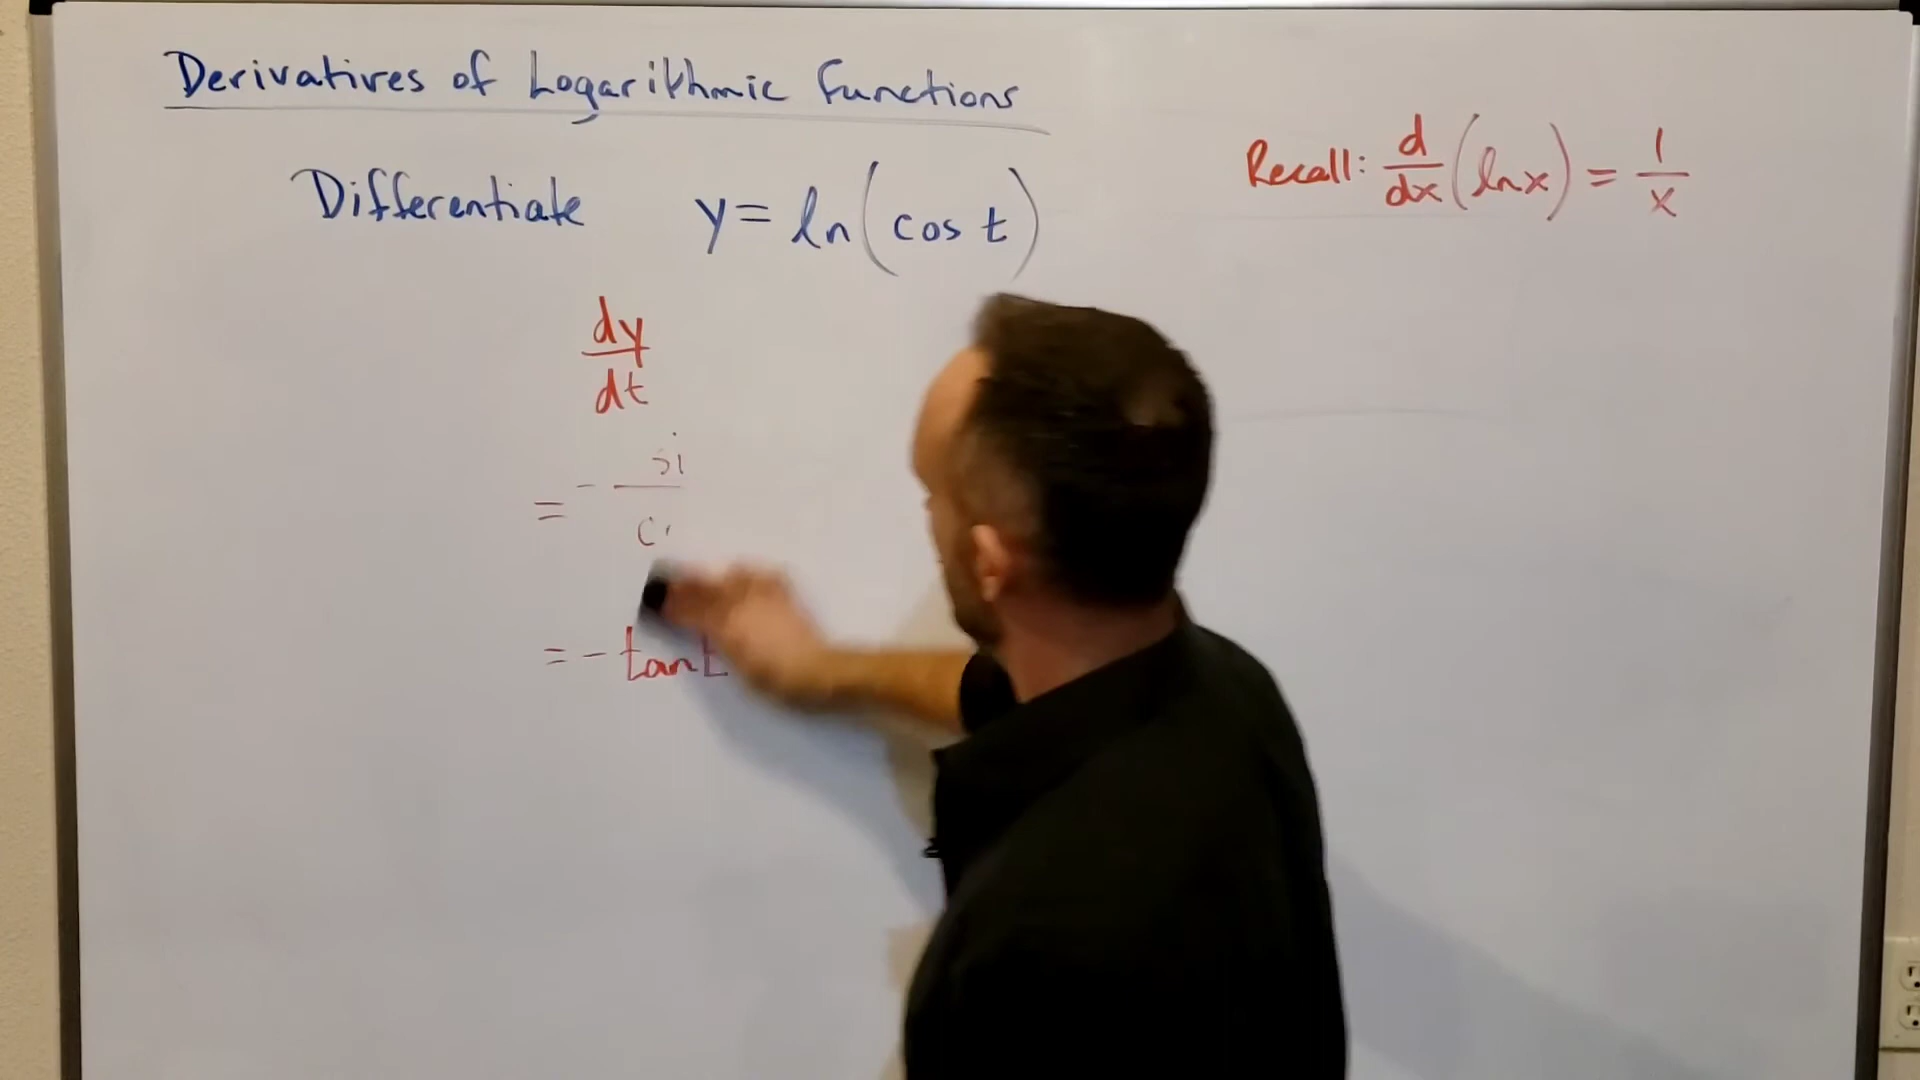 Derivatives of Logarithmic Functions
Recall: d/dx (ln x) = 1/x
Differentiate y = ln(cos t)
dy/dt
= -
= - tan t